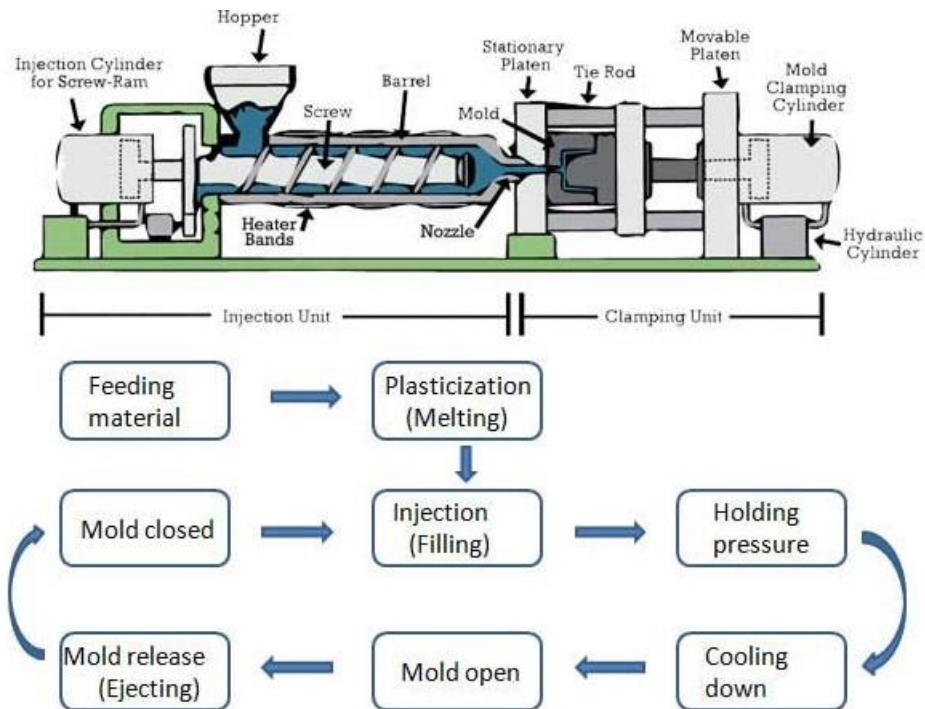 Hopper
Injection Cylinder
for Screw-Ram
Barrel
Screw
Stationary
Platen
Tie Rod
Mold
Movable
Platen
Mold
Clamping
Cylinder
Heater
Bands
Nozzle
Hydraulic
Cylinder
Injection Unit
Clamping Unit
Feeding
material
Plasticization
(Melting)
Mold closed
Injection
(Filling)
Holding
pressure
Mold release
(Ejecting)
Mold open
Cooling
down